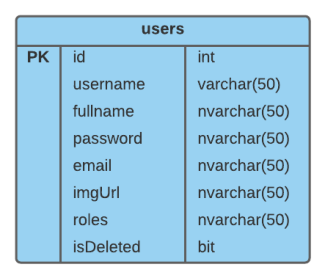 users
PK id int
username varchar(50)
fullname nvarchar(50)
password nvarchar(50)
email nvarchar(50)
imgUrl nvarchar(50)
roles nvarchar(50)
isDeleted bit